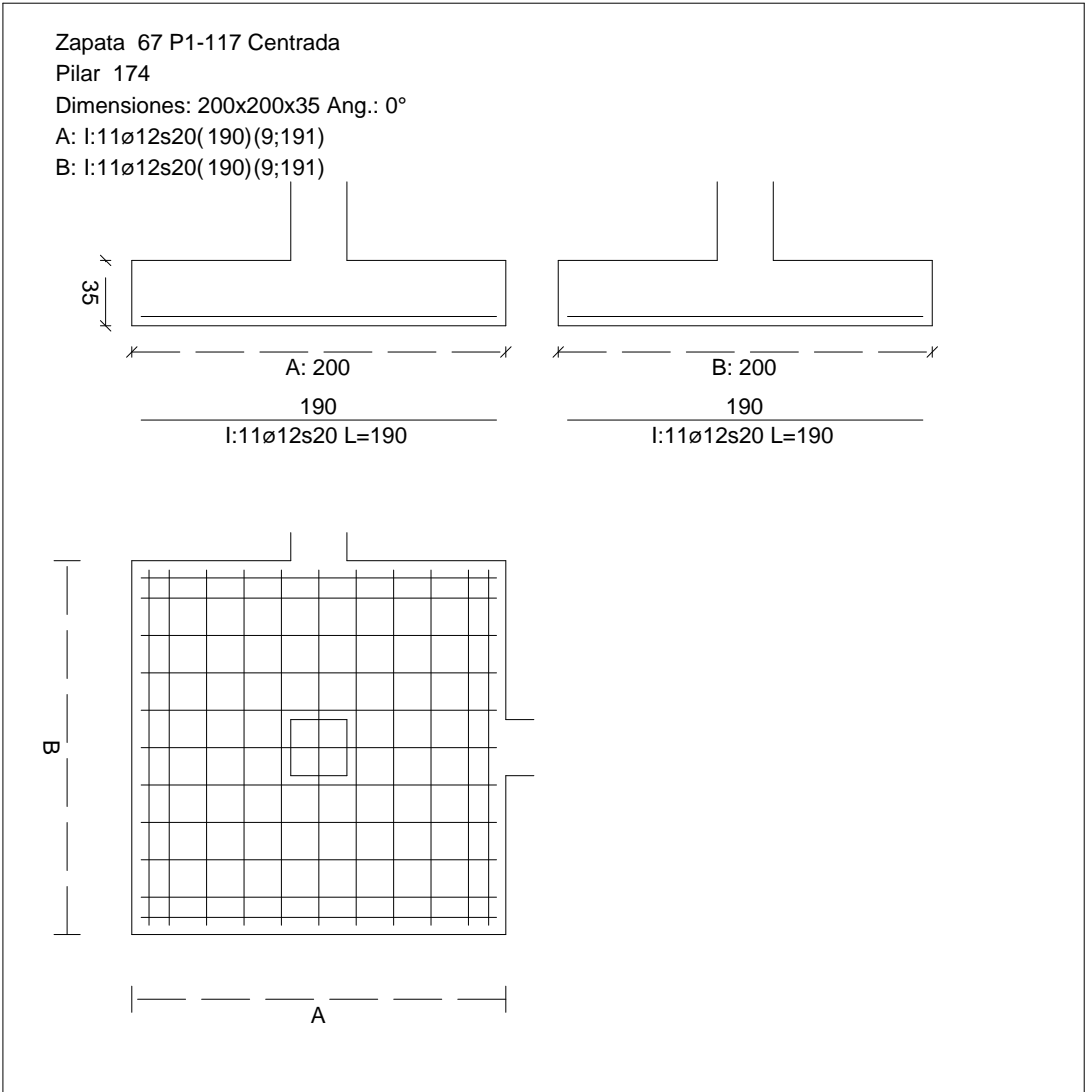 Zapata 67 P1-117 Centrada
Pilar 174
Dimensiones: 200x200x35 Ang.: 0°
A: I:11ø12s20(190)(9;191)
B: I:11ø12s20(190)(9;191)
35
A: 200
B: 200
190
190
I:11ø12s20 L=190
I:11ø12s20 L=190
B
A